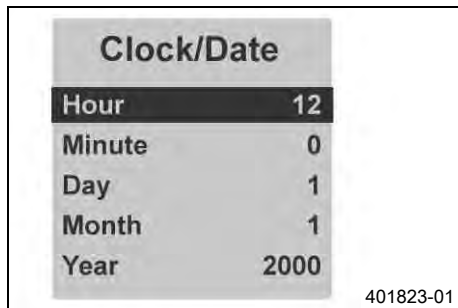 Clock/Date
Hour 12
Minute 0
Day 1
Month 1
Year 2000
401823-01